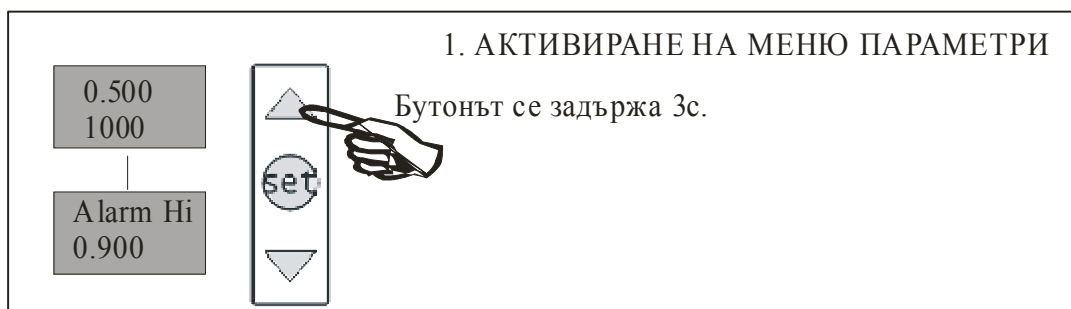 1. АКТИВИРАНЕ НА МЕНЮ ПАРАМЕТРИ
Бутонът се задържа 3с.
0.500
1000
set
Alarm Hi
0.900